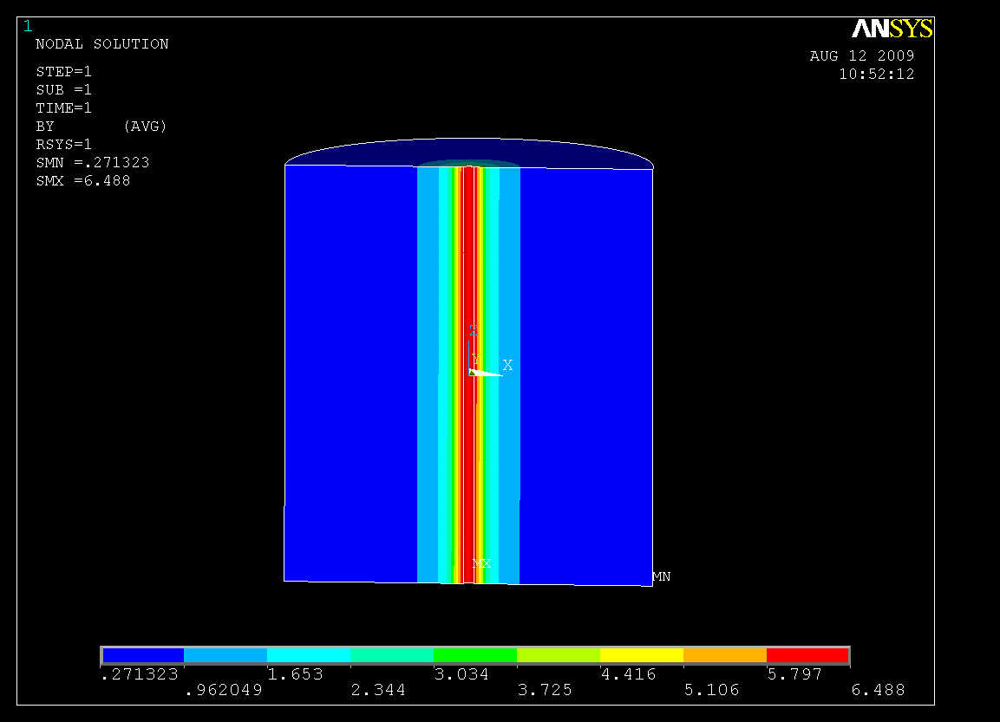 1
ANSYS
NODAL SOLUTION
AUG 12 2009
10:52:12
STEP=1
SUB =1
TIME=1
BY (AVG)
RSYS=1
SMN =.271323
SMX =6.488
Z
Y
X
MX
MN
.271323
.962049
1.653
2.344
3.034
3.725
4.416
5.106
5.797
6.488